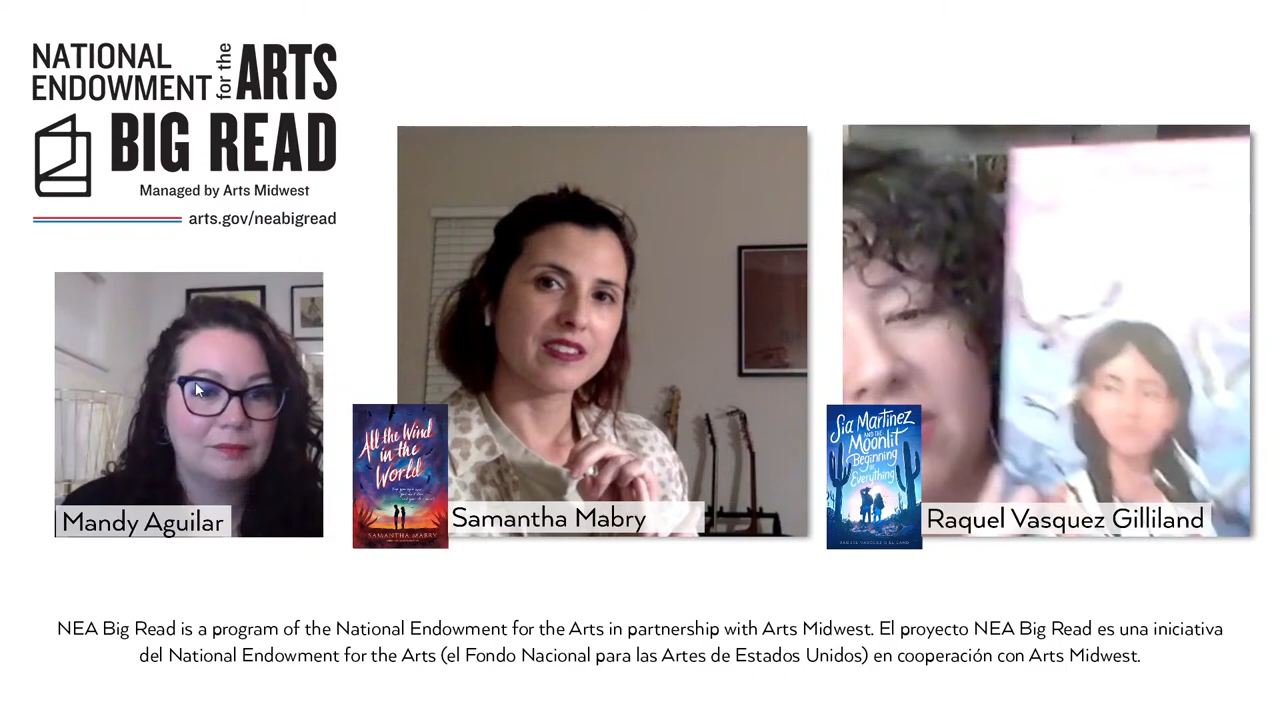 NATIONAL
ENDOWMENT for the ARTS
BIG READ
Managed by Arts Midwest
arts.gov/neabigread
Mandy Aguilar
All the Wind
in the
World
SAMANTHA MABRY
Samantha Mabry
Sia Martinez
AND THE
Moonlit
Beginning
of
Everything
RAQUEL VASQUEZ GILLILAND
Raquel Vasquez Gilliland
NEA Big Read is a program of the National Endowment for the Arts in partnership with Arts Midwest. El proyecto NEA Big Read es una iniciativa
del National Endowment for the Arts (el Fondo Nacional para las Artes de Estados Unidos) en cooperación con Arts Midwest.